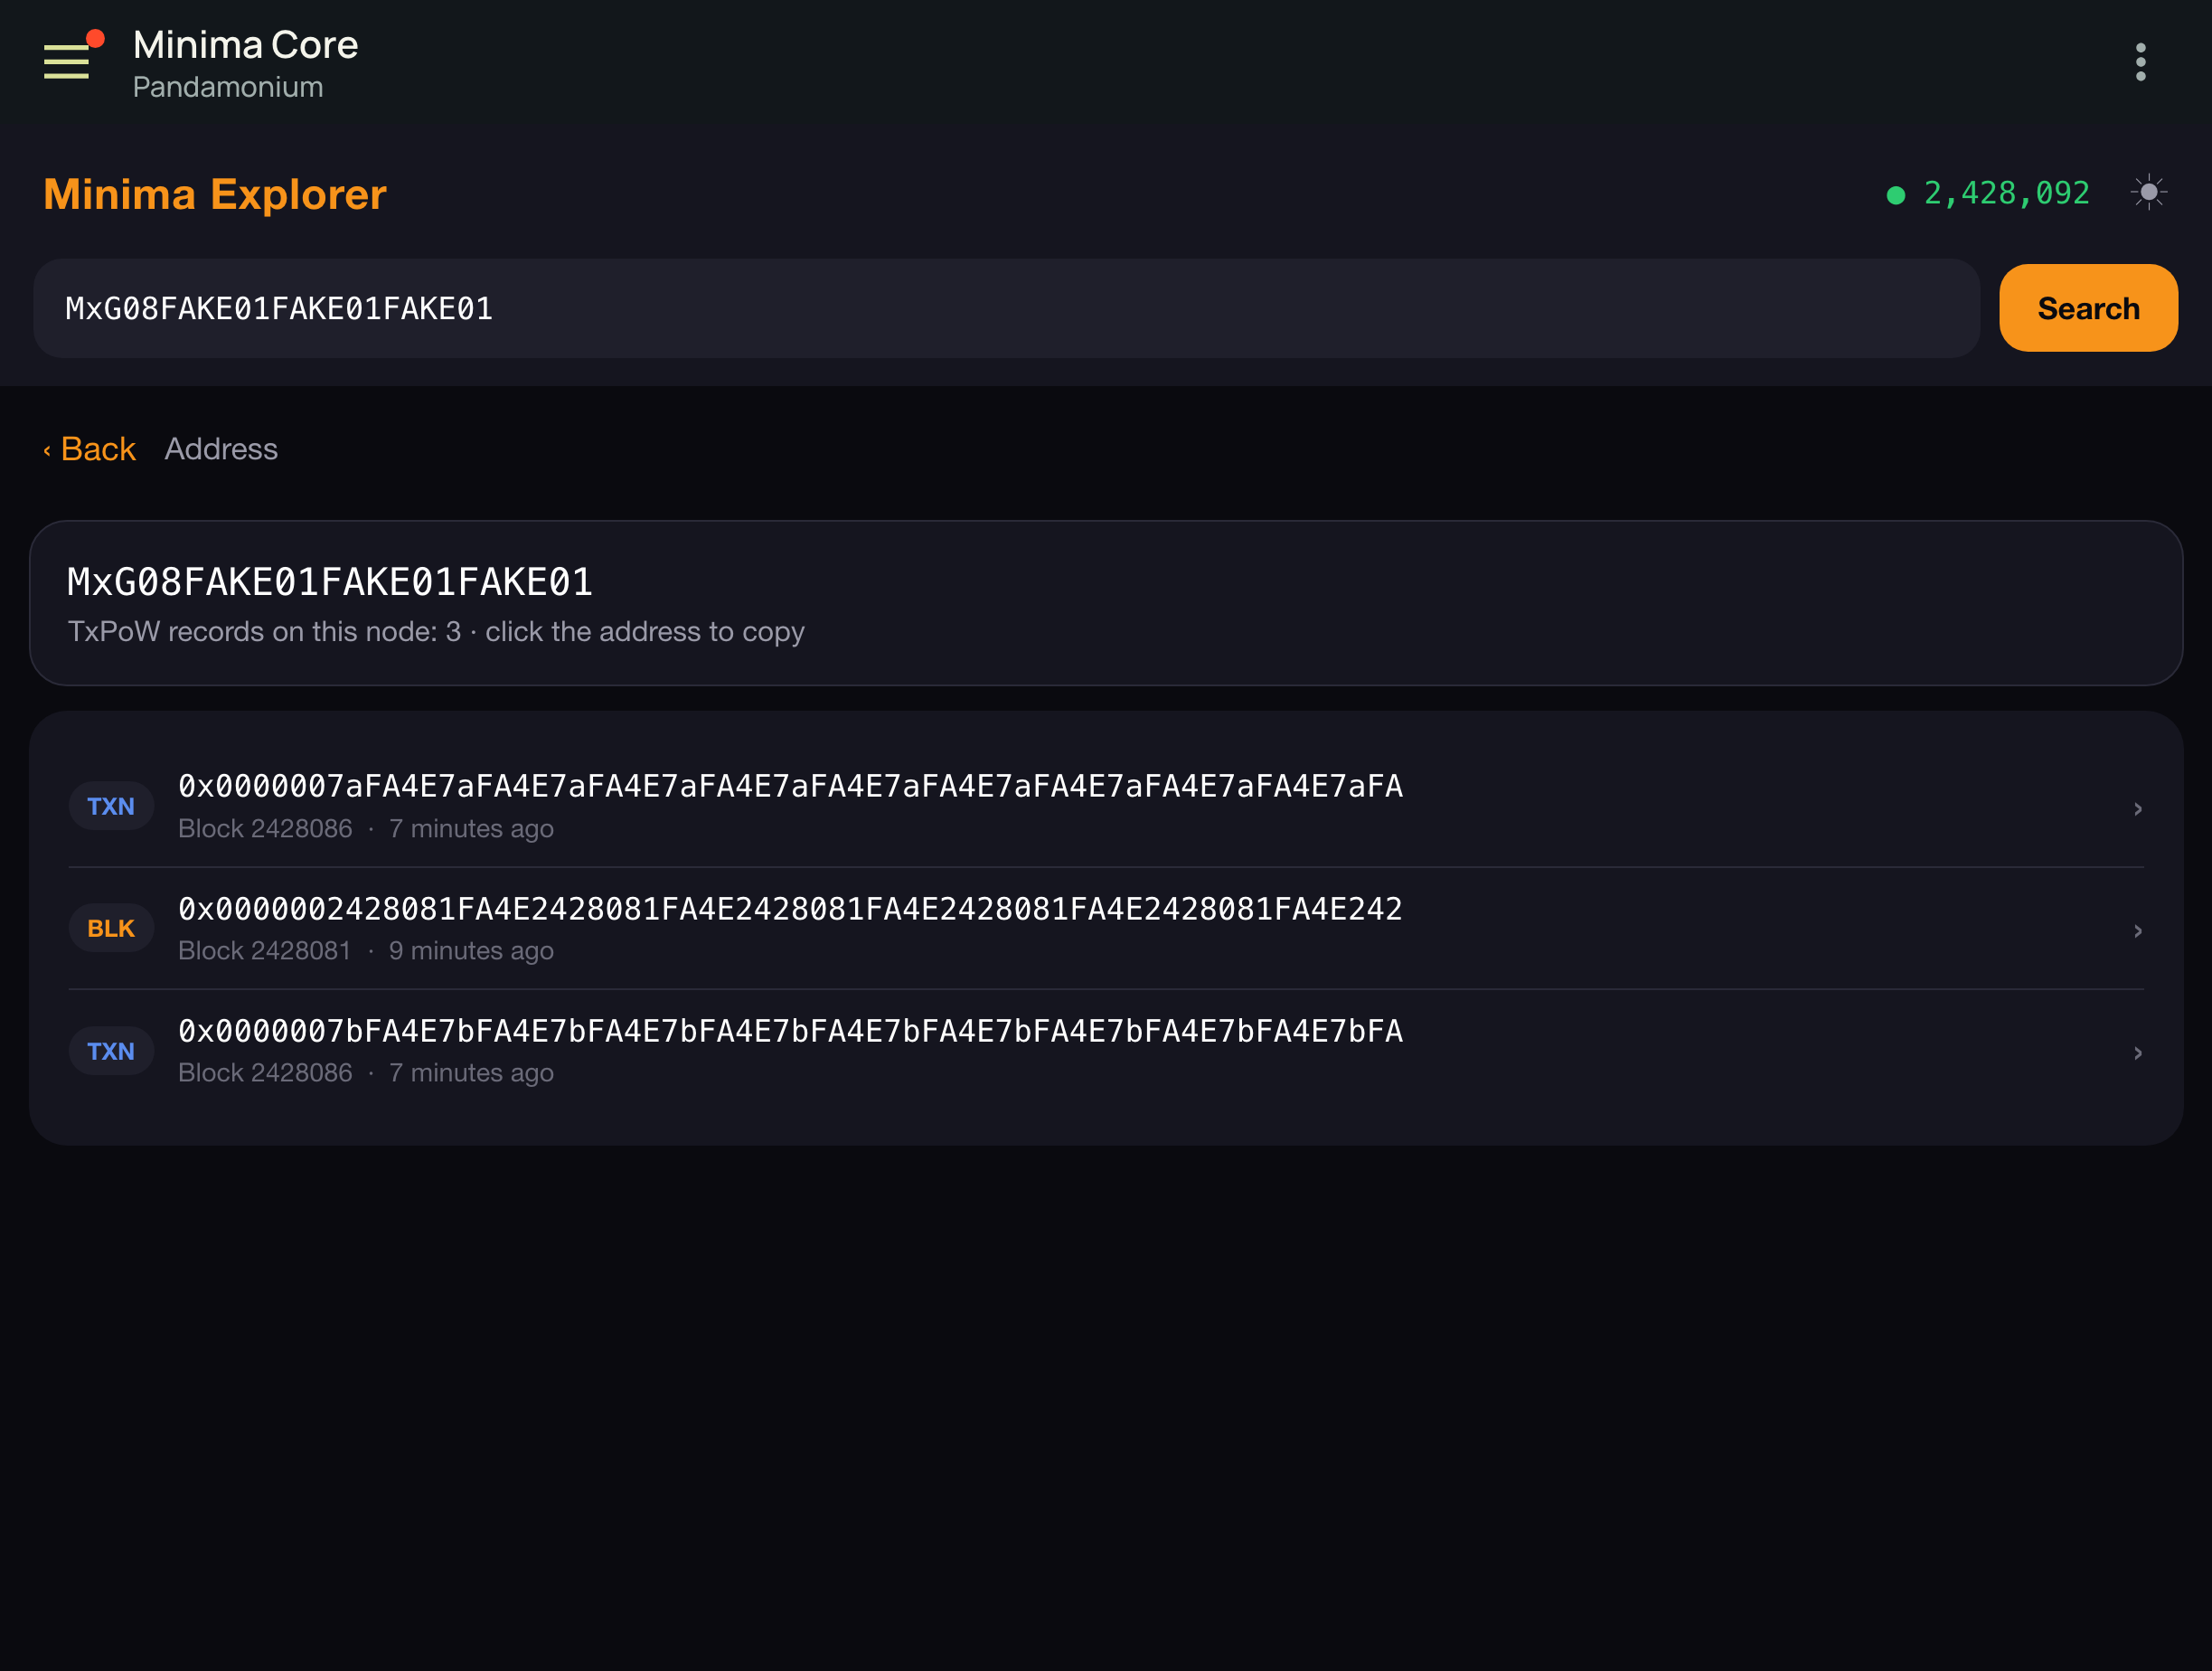 Minima Core
Pandamonium
Minima Explorer
2,428,092
MxG08FAKE01FAKE01FAKE01
Search
‹ Back Address
MxG08FAKE01FAKE01FAKE01
TxPoW records on this node: 3 · click the address to copy
TXN
0x0000007aFA4E7aFA4E7aFA4E7aFA4E7aFA4E7aFA4E7aFA4E7aFA4E7aFA4E7aFA
Block 2428086 · 7 minutes ago
BLK
0x0000002428081FA4E2428081FA4E2428081FA4E2428081FA4E2428081FA4E242
Block 2428081 · 9 minutes ago
TXN
0x0000007bFA4E7bFA4E7bFA4E7bFA4E7bFA4E7bFA4E7bFA4E7bFA4E7bFA4E7bFA
Block 2428086 · 7 minutes ago